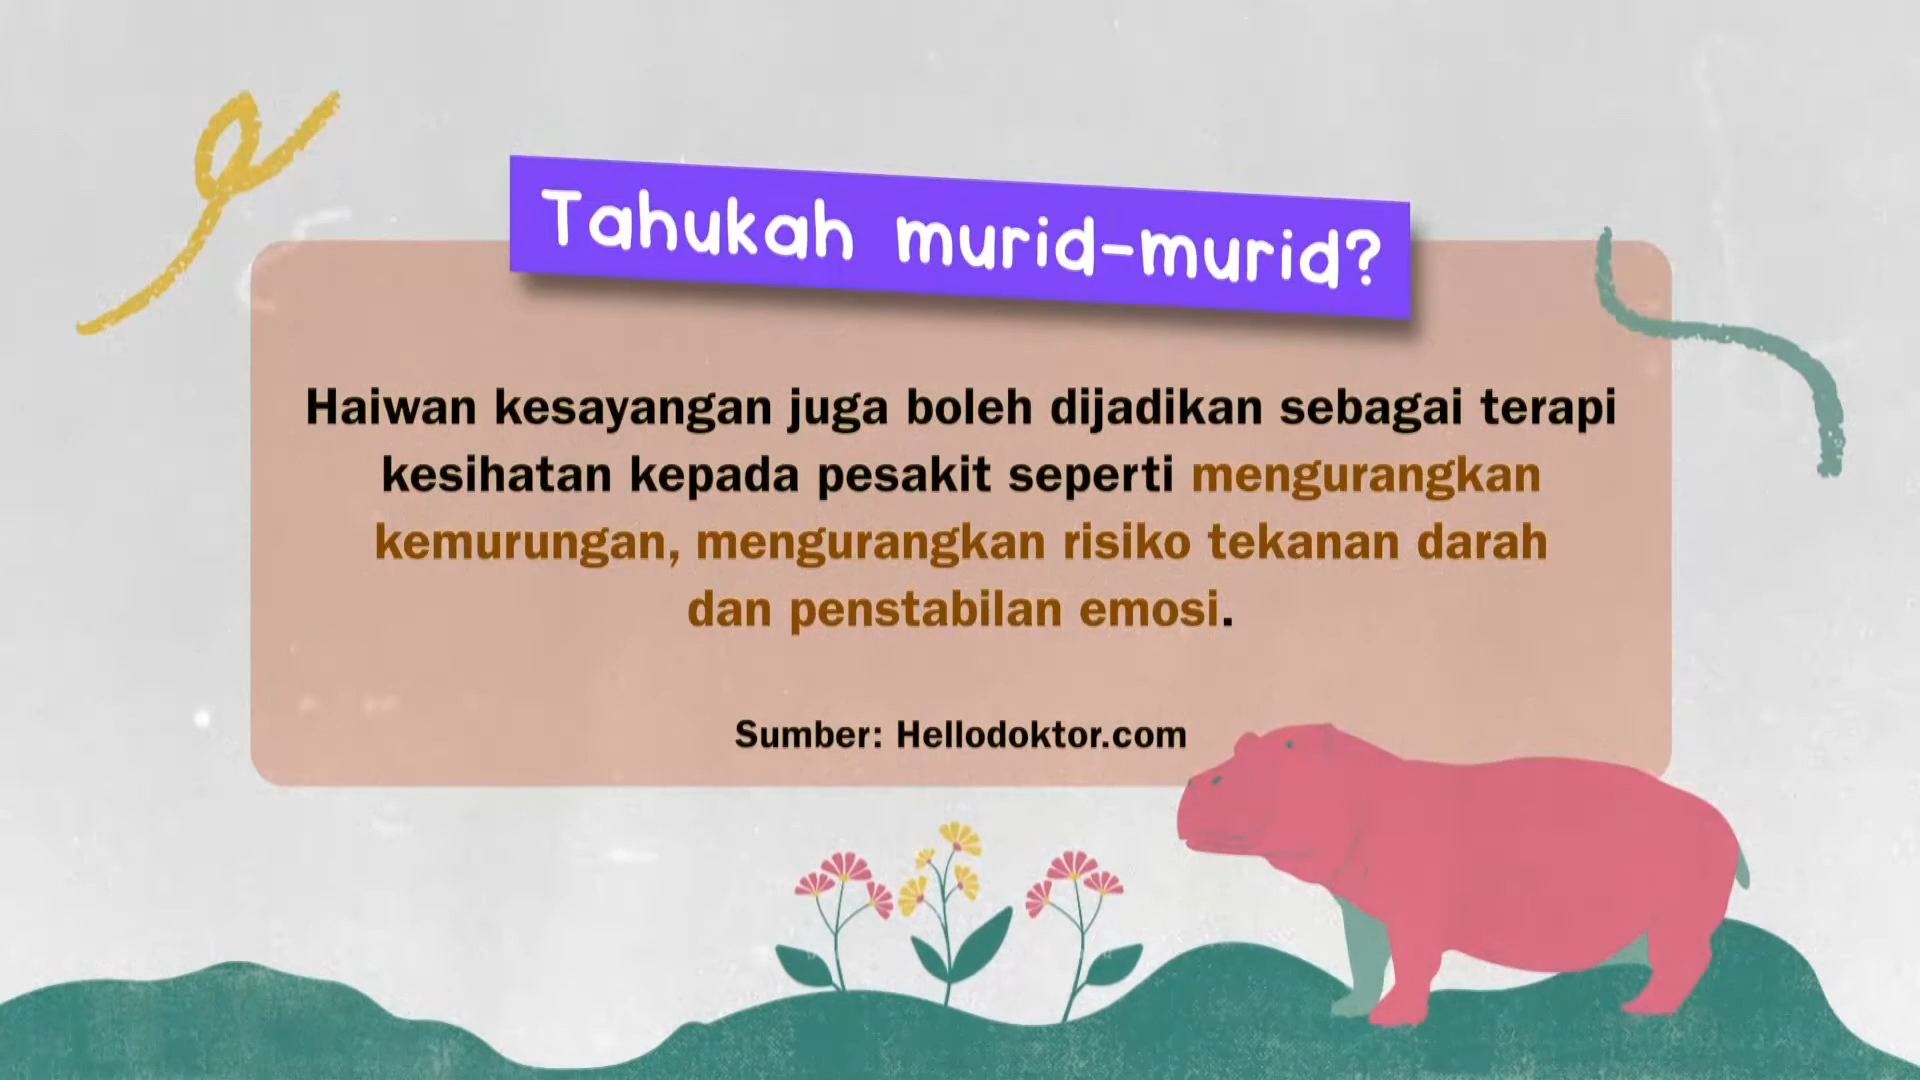 Tahukah murid-murid?
Haiwan kesayangan juga boleh dijadikan sebagai terapi
kesihatan kepada pesakit seperti mengurangkan
kemurungan, mengurangkan risiko tekanan darah
dan penstabilan emosi.
Sumber: Hellodoktor.com